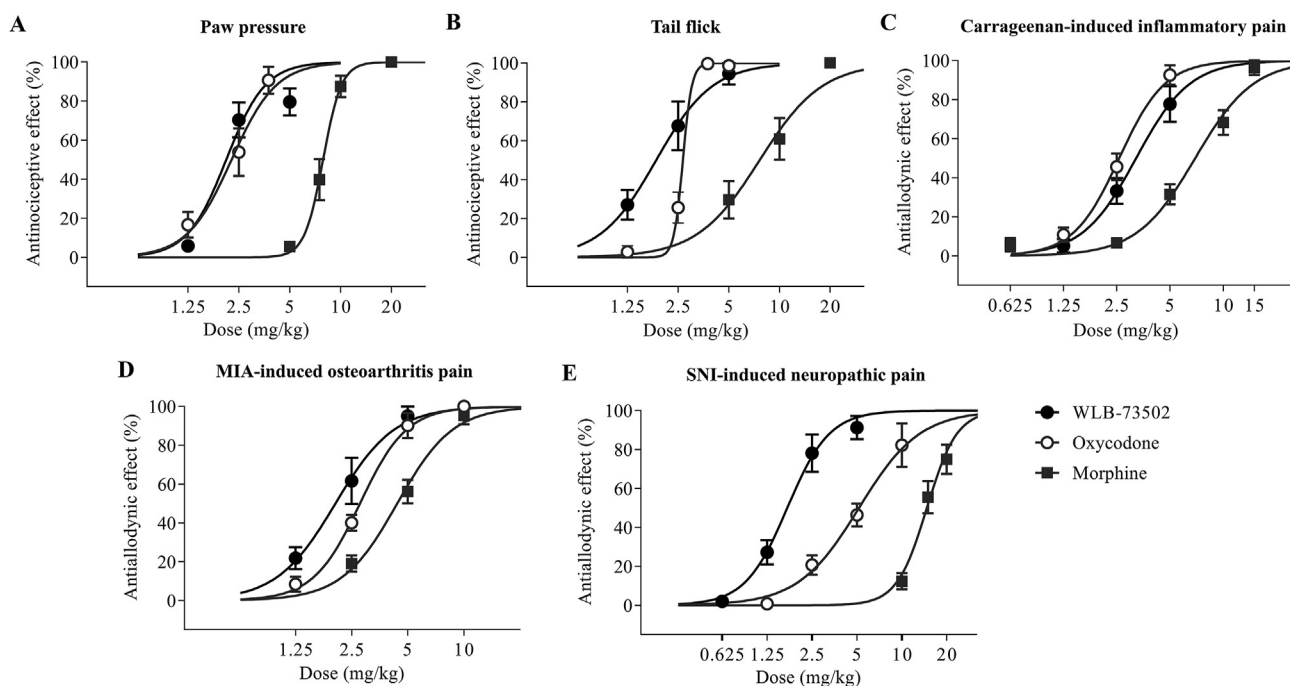 A
Paw pressure
Antinociceptive effect (%)
100
80
60
40
20
0
1.25 2.5 5 10 20
Dose (mg/kg)
B
Tail flick
Antinociceptive effect (%)
100
80
60
40
20
0
1.25 2.5 5 10 20
Dose (mg/kg)
C
Carrageenan-induced inflammatory pain
Antiallodynic effect (%)
100
80
60
40
20
0
0.625 1.25 2.5 5 10 15
Dose (mg/kg)
D
MIA-induced osteoarthritis pain
Antiallodynic effect (%)
100
80
60
40
20
0
1.25 2.5 5 10
Dose (mg/kg)
E
SNI-induced neuropathic pain
Antiallodynic effect (%)
100
80
60
40
20
0
0.625 1.25 2.5 5 10 20
Dose (mg/kg)
WLB-73502
Oxycodone
Morphine